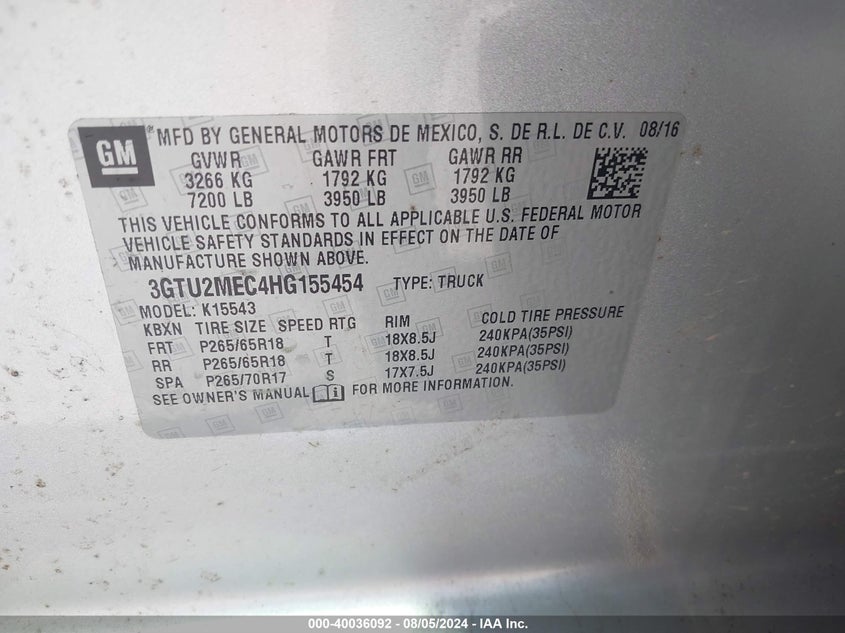 GM
® MFD BY GENERAL MOTORS DE MEXICO, S. DE R.L. DE C.V. 08/16
GVWR GAWR FRT GAWR RR
3266 KG 1792 KG 1792 KG
7200 LB 3950 LB 3950 LB
THIS VEHICLE CONFORMS TO ALL APPLICABLE U.S. FEDERAL MOTOR
VEHICLE SAFETY STANDARDS IN EFFECT ON THE DATE OF
MANUFACTURE SHOWN ABOVE.
3GTU2MEC4HG155454 TYPE: TRUCK
MODEL: K15543
KBXN TIRE SIZE SPEED RTG RIM COLD TIRE PRESSURE
FRT P265/65R18 T 18X8.5J 240KPA(35PSI)
RR P265/65R18 T 18X8.5J 240KPA(35PSI)
SPA P265/70R17 S 17X7.5J 240KPA(35PSI)
SEE OWNER'S MANUAL FOR MORE INFORMATION.
000-40036092 - 08/05/2024 - IAA Inc.